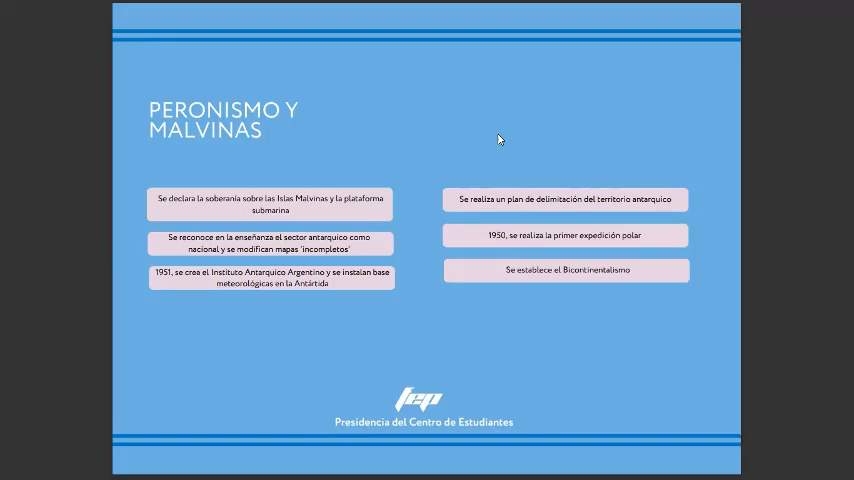 PERONISMO Y
MALVINAS
Se declara la soberanía sobre las Islas Malvinas y la plataforma
submarina
Se reconoce en la enseñanza el sector antarquico como
nacional y se modifican mapas 'incompletos'
1951, se crea el Instituto Antarquico Argentino y se instalan base
meteorológicas en la Antártida
Se realiza un plan de delimitación del territorio antarquico
1950, se realiza la primer expedición polar
Se establece el Bicontinentalismo
fep
Presidencia del Centro de Estudiantes